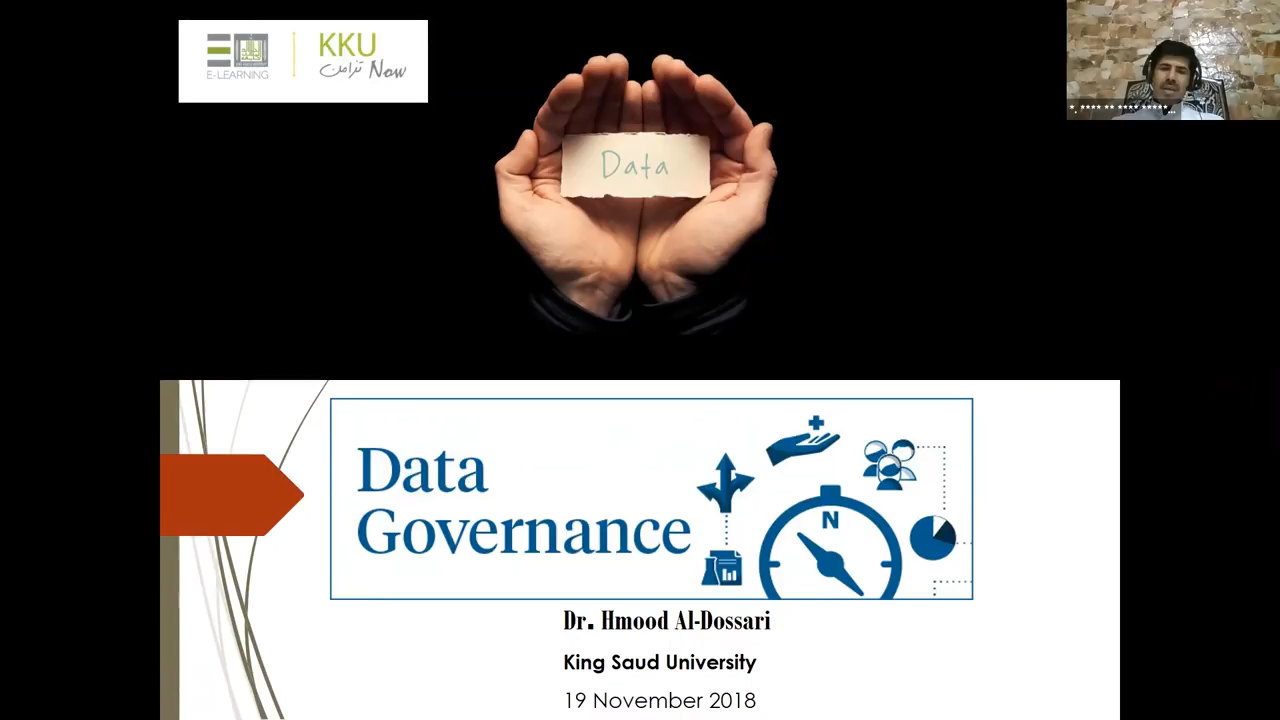 E-LEARNING
KKU
تزامن Now
*. **** ** **** *****...
Data
Data
Governance
N
Dr. Hmood Al-Dossari
King Saud University
19 November 2018